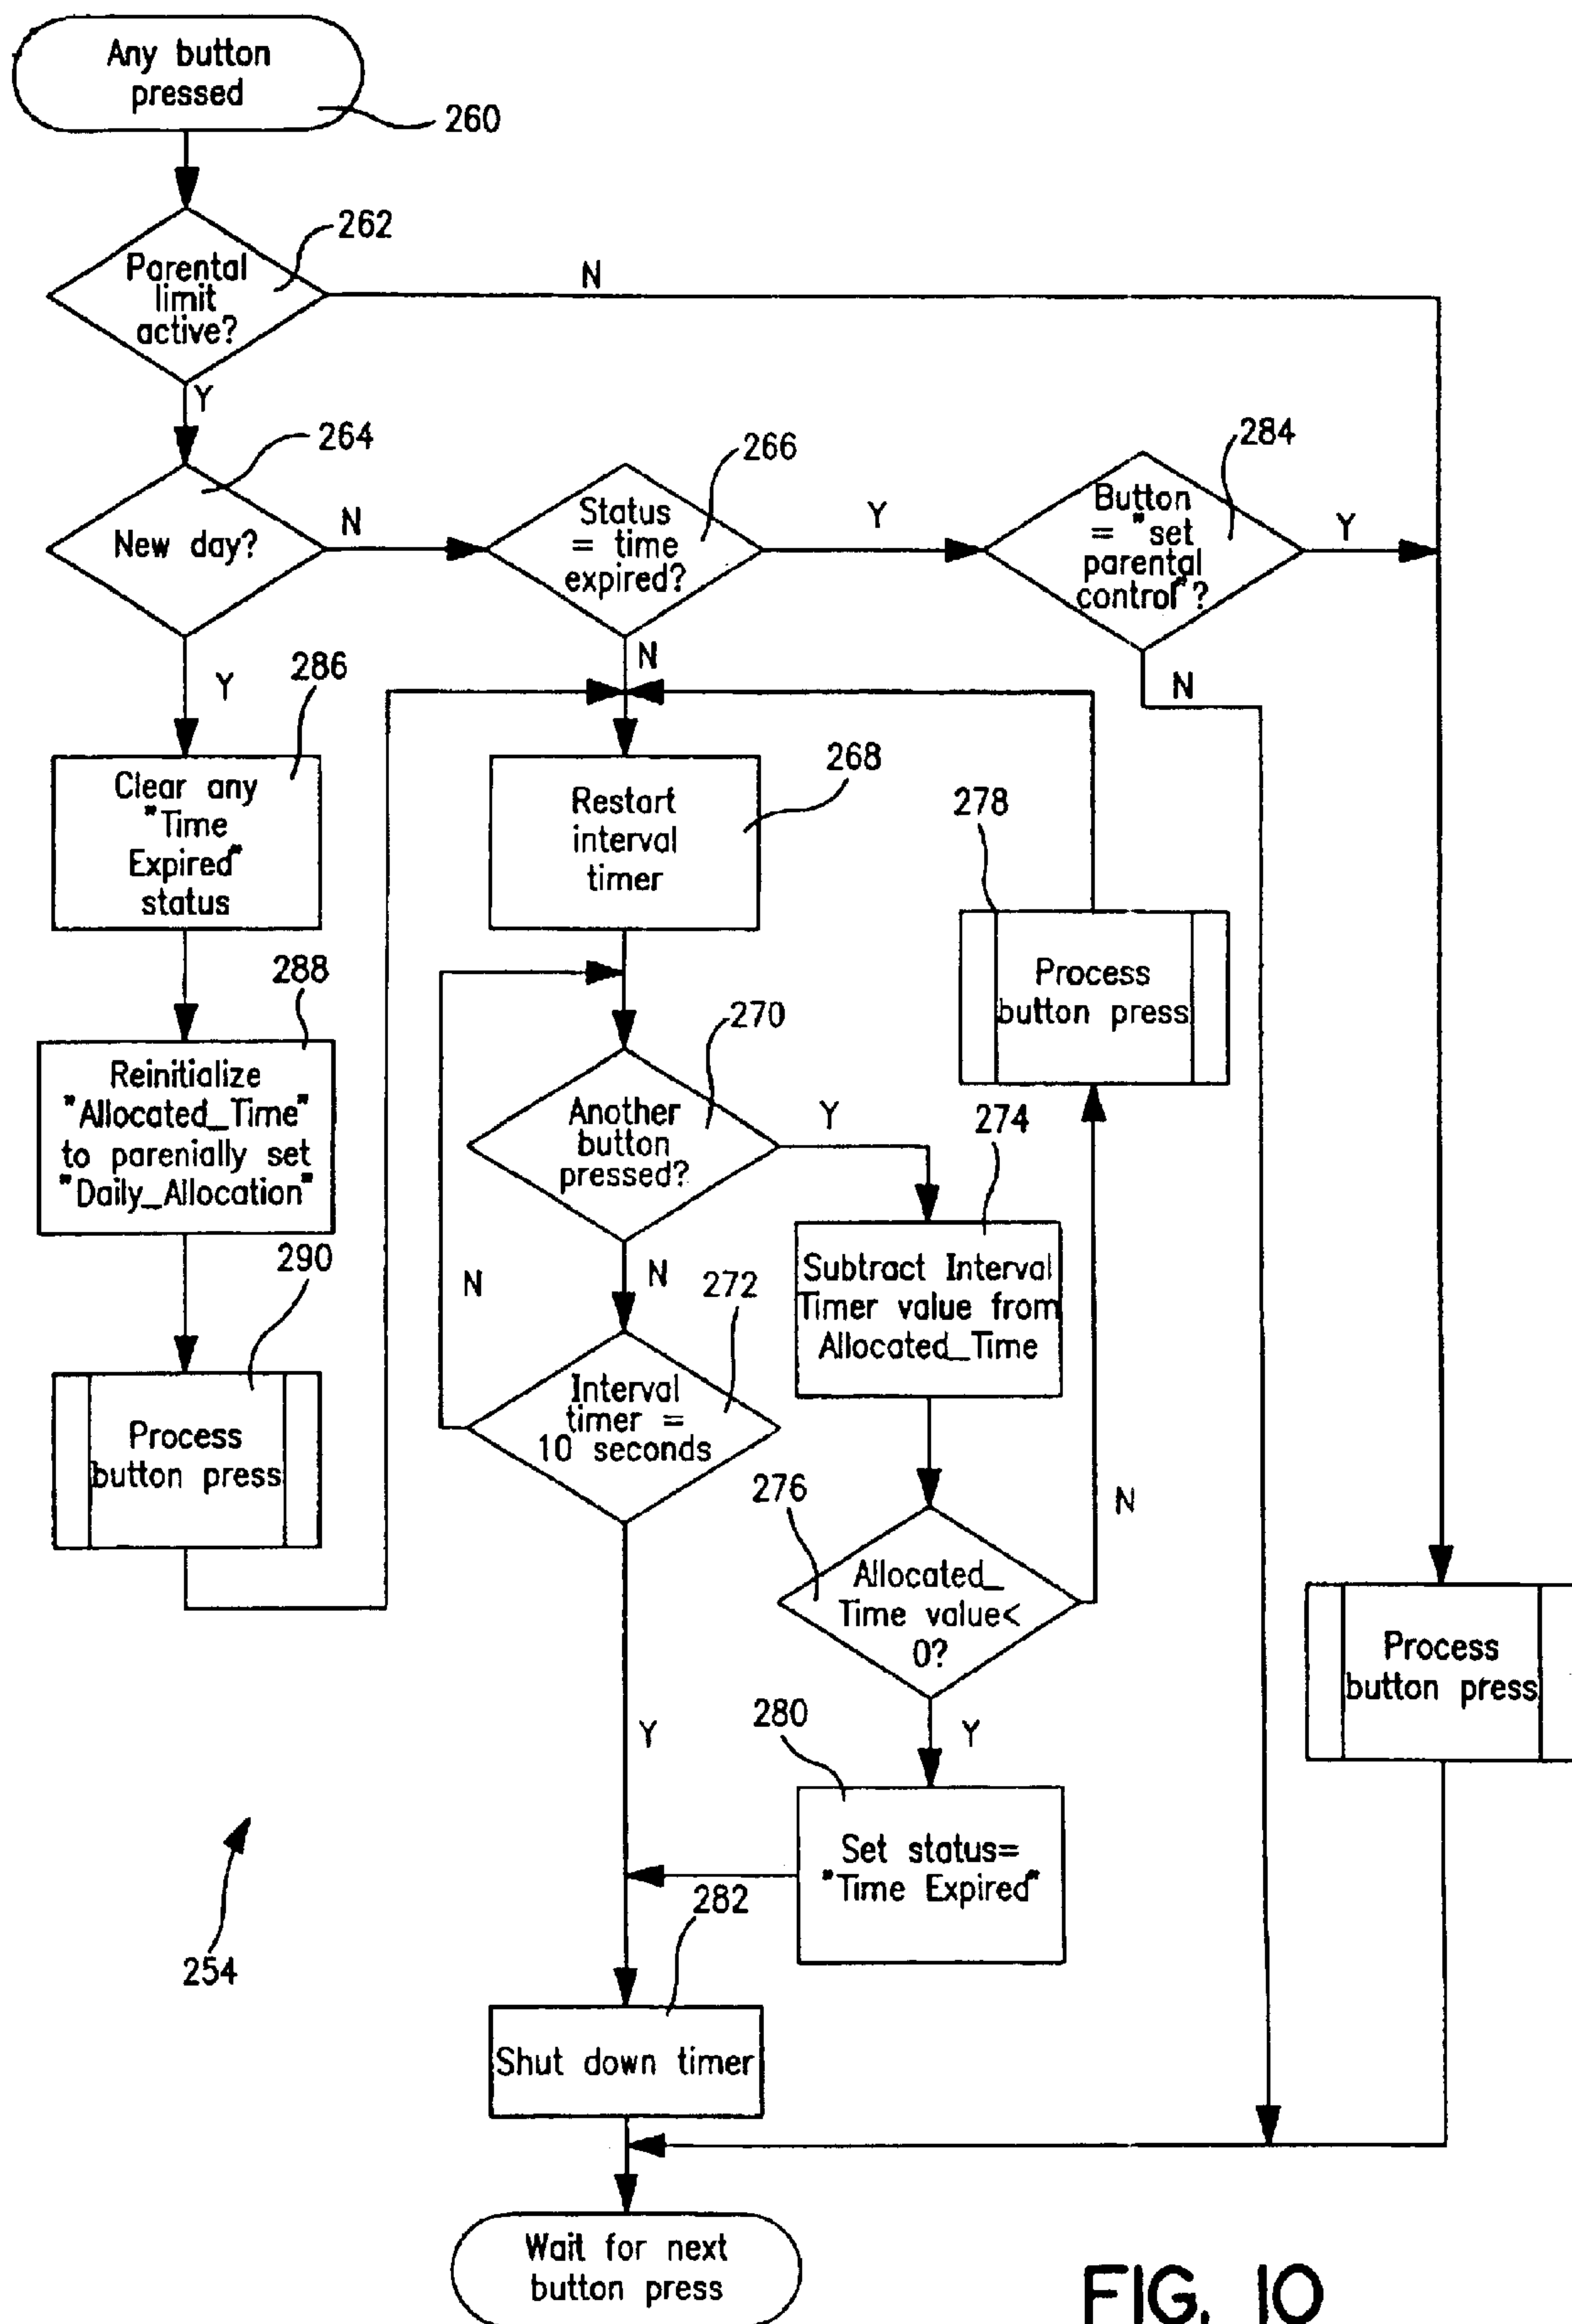 Any button
pressed
260
262
Parental
limit
active?
N
Y
264
New day?
N
266
Status
= time
expired?
Y
284
Button
= "set
parental
control"?
Y
N
N
Y
286
Clear any
"Time
Expired"
status
268
Restart
interval
timer
278
Process
button press
288
Reinitialize
"Allocated_Time"
to parenially set
"Daily_Allocation"
270
Another
button
pressed?
Y
274
Subtract Interval
Timer value from
Allocated_Time
290
Process
button press
N
N
272
Interval
timer =
10 seconds
276
Allocated_
Time value<
0?
N
Process
button press
Y
Y
280
Set status=
"Time Expired"
254
282
Shut down timer
Wait for next
button press
FIG. 10